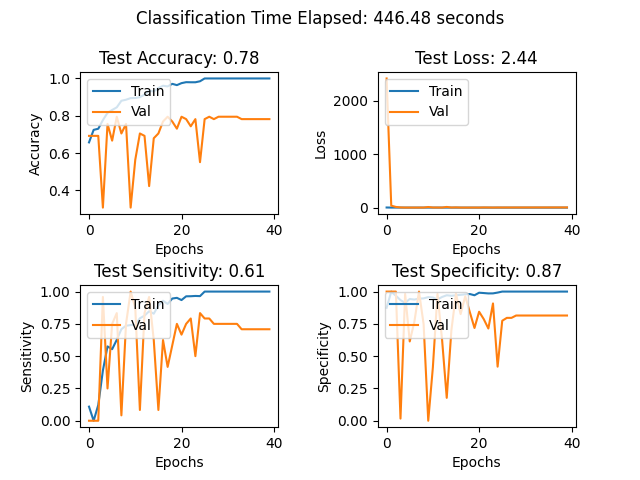 Classification Time Elapsed: 446.48 seconds
Test Accuracy: 0.78
Test Loss: 2.44
1.0
0.8
0.6
0.4
Accuracy
Train
Val
0
20
40
Epochs
2000
1000
0
Loss
Train
Val
0
20
40
Epochs
Test Sensitivity: 0.61
Test Specificity: 0.87
1.00
0.75
0.50
0.25
0.00
Sensitivity
Train
Val
0
20
40
Epochs
1.00
0.75
0.50
0.25
0.00
Specificity
Train
Val
0
20
40
Epochs